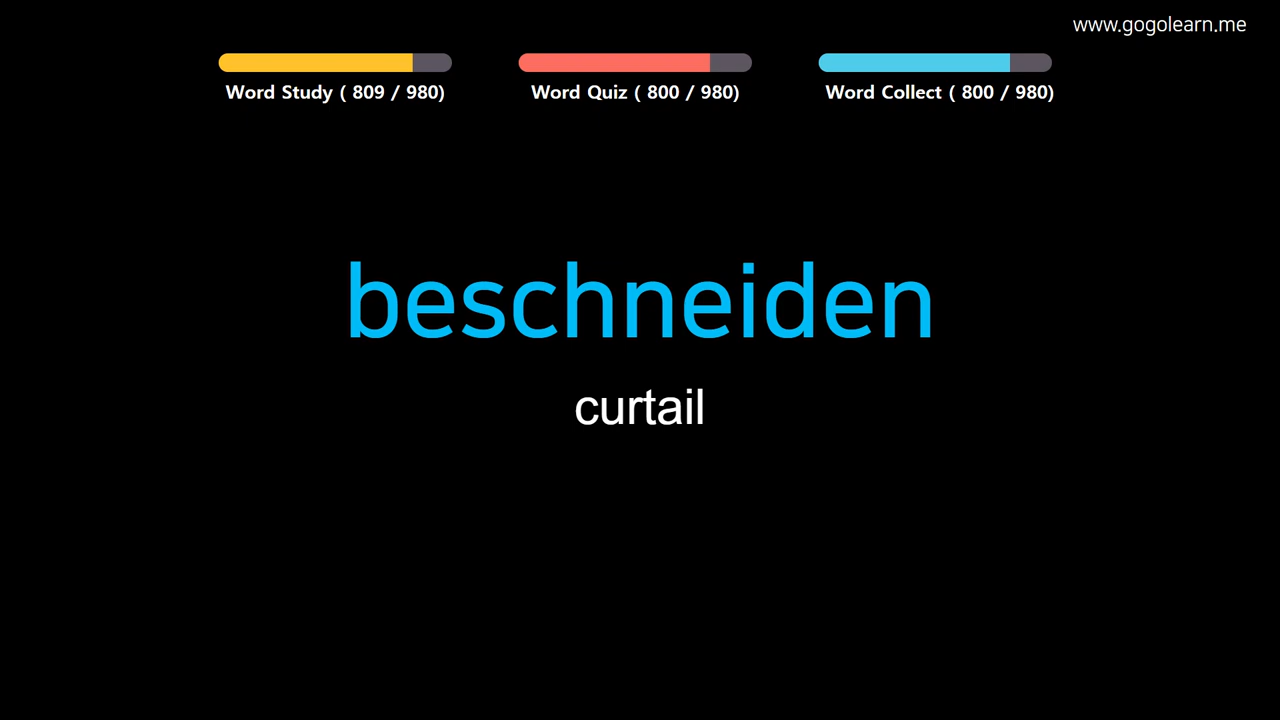 www.gogolearn.me
Word Study ( 809 / 980)
Word Quiz ( 800 / 980)
Word Collect ( 800 / 980)
beschneiden
curtail